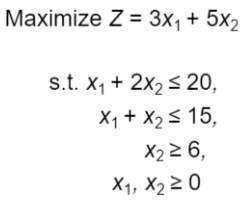 Maximize Z = 3x₁ + 5x₂
s.t. x₁ + 2x₂ ≤ 20,
x₁ + x₂ ≤ 15,
x₂ ≥ 6,
x₁, x₂ ≥ 0